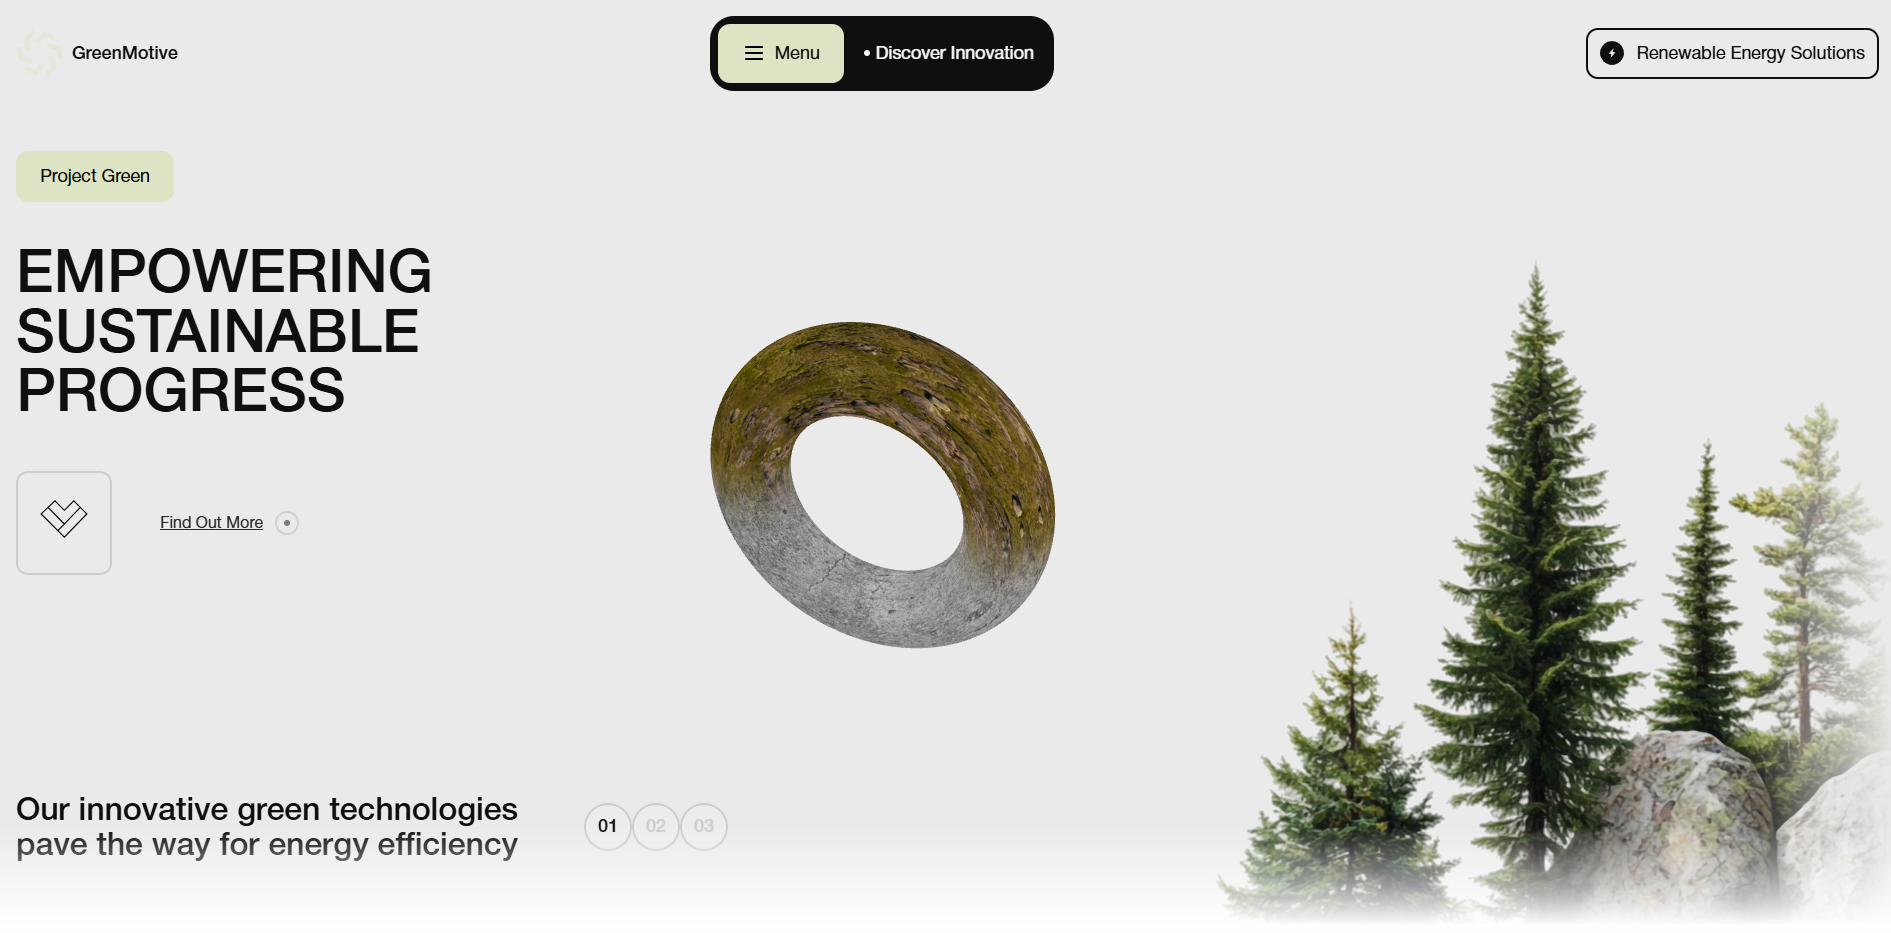 GreenMotive
Menu
• Discover Innovation
Renewable Energy Solutions
Project Green
EMPOWERING
SUSTAINABLE
PROGRESS
Find Out More
Our innovative green technologies
pave the way for energy efficiency
01 02 03